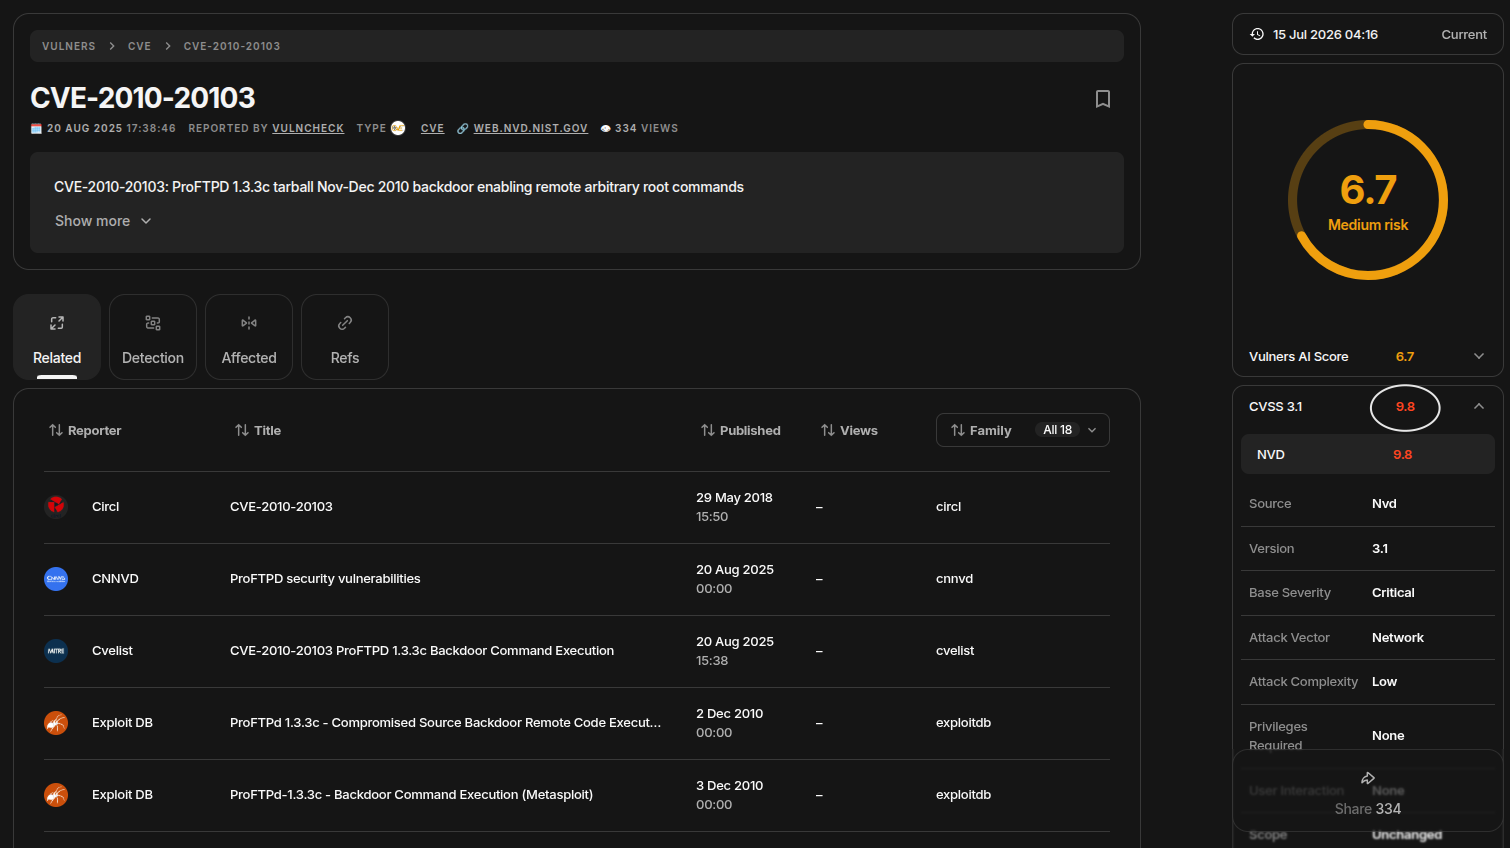 VULNERS > CVE > CVE-2010-20103
CVE-2010-20103
20 AUG 2025 17:38:46 REPORTED BY VULNCHECK TYPE CVE WEB.NVD.NIST.GOV 334 VIEWS
CVE-2010-20103: ProFTPD 1.3.3c tarball Nov-Dec 2010 backdoor enabling remote arbitrary root commands
Show more
Related
Detection
Affected
Refs
Reporter Title Published Views Family All 18
Circl CVE-2010-20103 29 May 2018 – circl
15:50
CNNVD ProFTPD security vulnerabilities 20 Aug 2025 – cnnvd
00:00
Cvelist CVE-2010-20103 ProFTPD 1.3.3c Backdoor Command Execution 20 Aug 2025 – cvelist
15:38
Exploit DB ProFTPd 1.3.3c - Compromised Source Backdoor Remote Code Execut... 2 Dec 2010 – exploitdb
00:00
Exploit DB ProFTPd-1.3.3c - Backdoor Command Execution (Metasploit) 3 Dec 2010 – exploitdb
00:00
15 Jul 2026 04:16 Current
6.7
Medium risk
Vulners AI Score 6.7
CVSS 3.1 9.8
NVD 9.8
Source Nvd
Version 3.1
Base Severity Critical
Attack Vector Network
Attack Complexity Low
Privileges Required None
User Interaction None
Share 334
Scope Unchanged